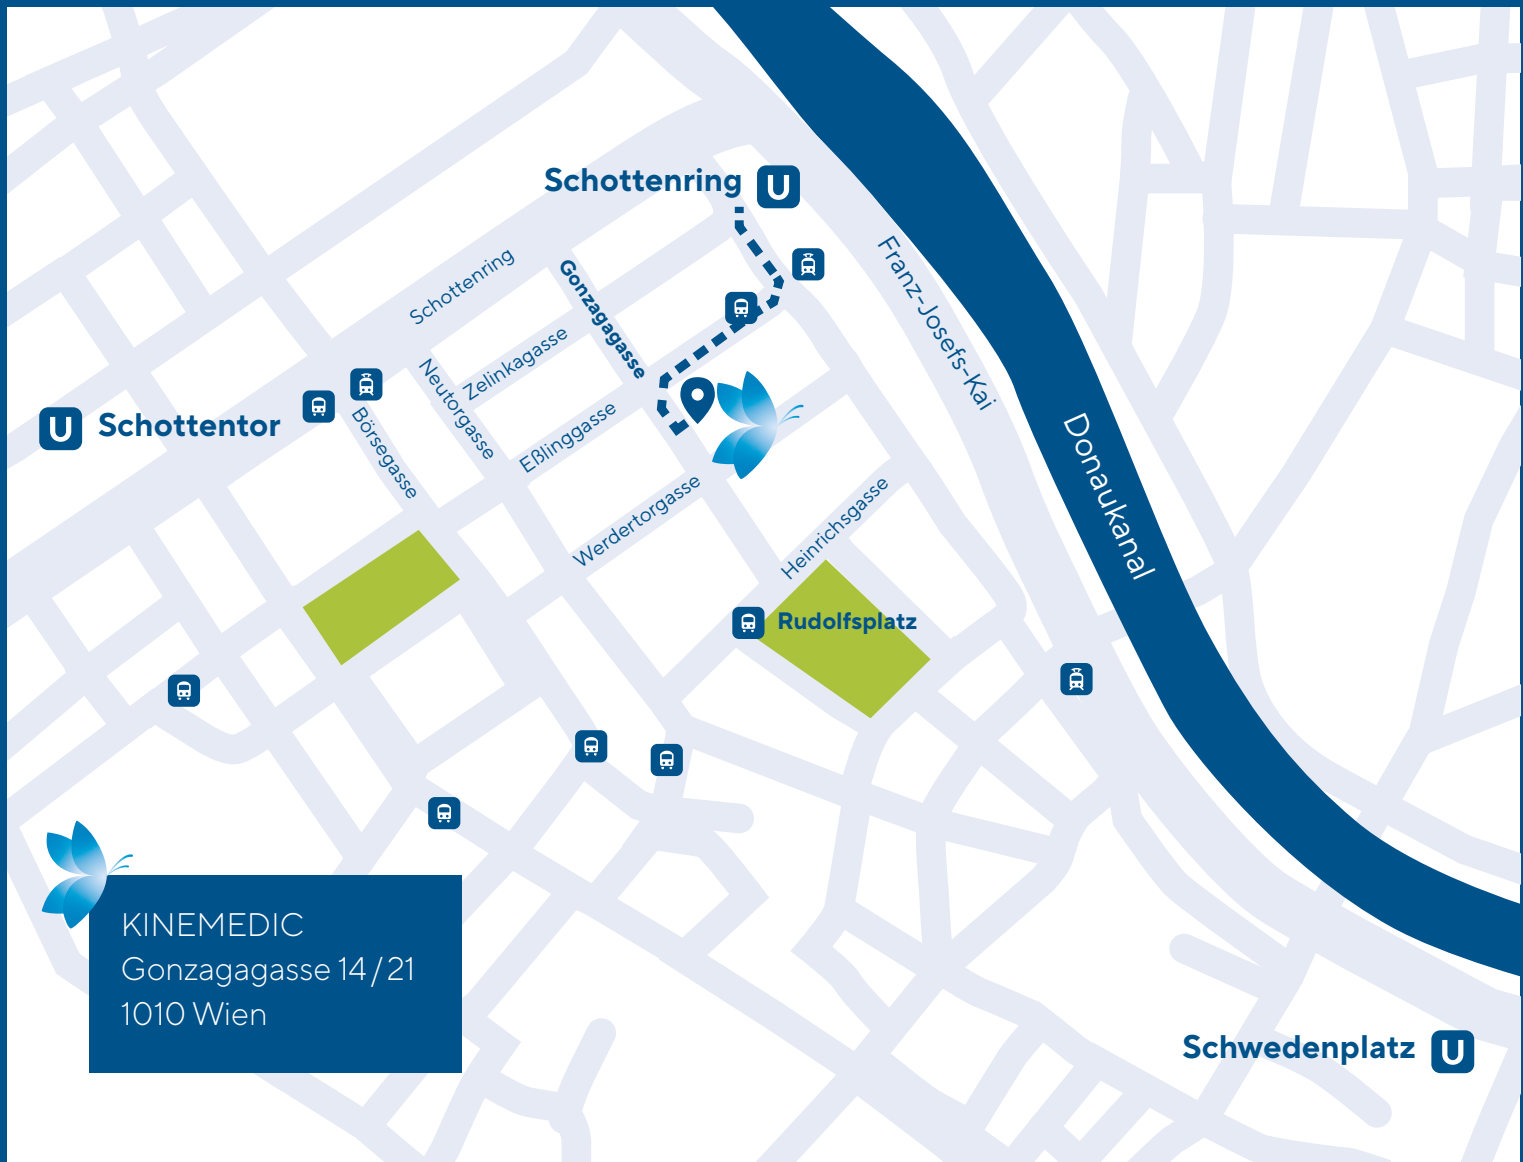 Schottenring U
Schottenring
Gonzagagasse
Franz-Josefs-Kai
Zelinkagasse
Neutorgasse
U Schottentor
Börsegasse
Eßlinggasse
Donaukanal
Werdertorgasse
Heinrichsgasse
Rudolfsplatz
KINEMEDIC
Gonzagagasse 14/21
1010 Wien
Schwedenplatz U